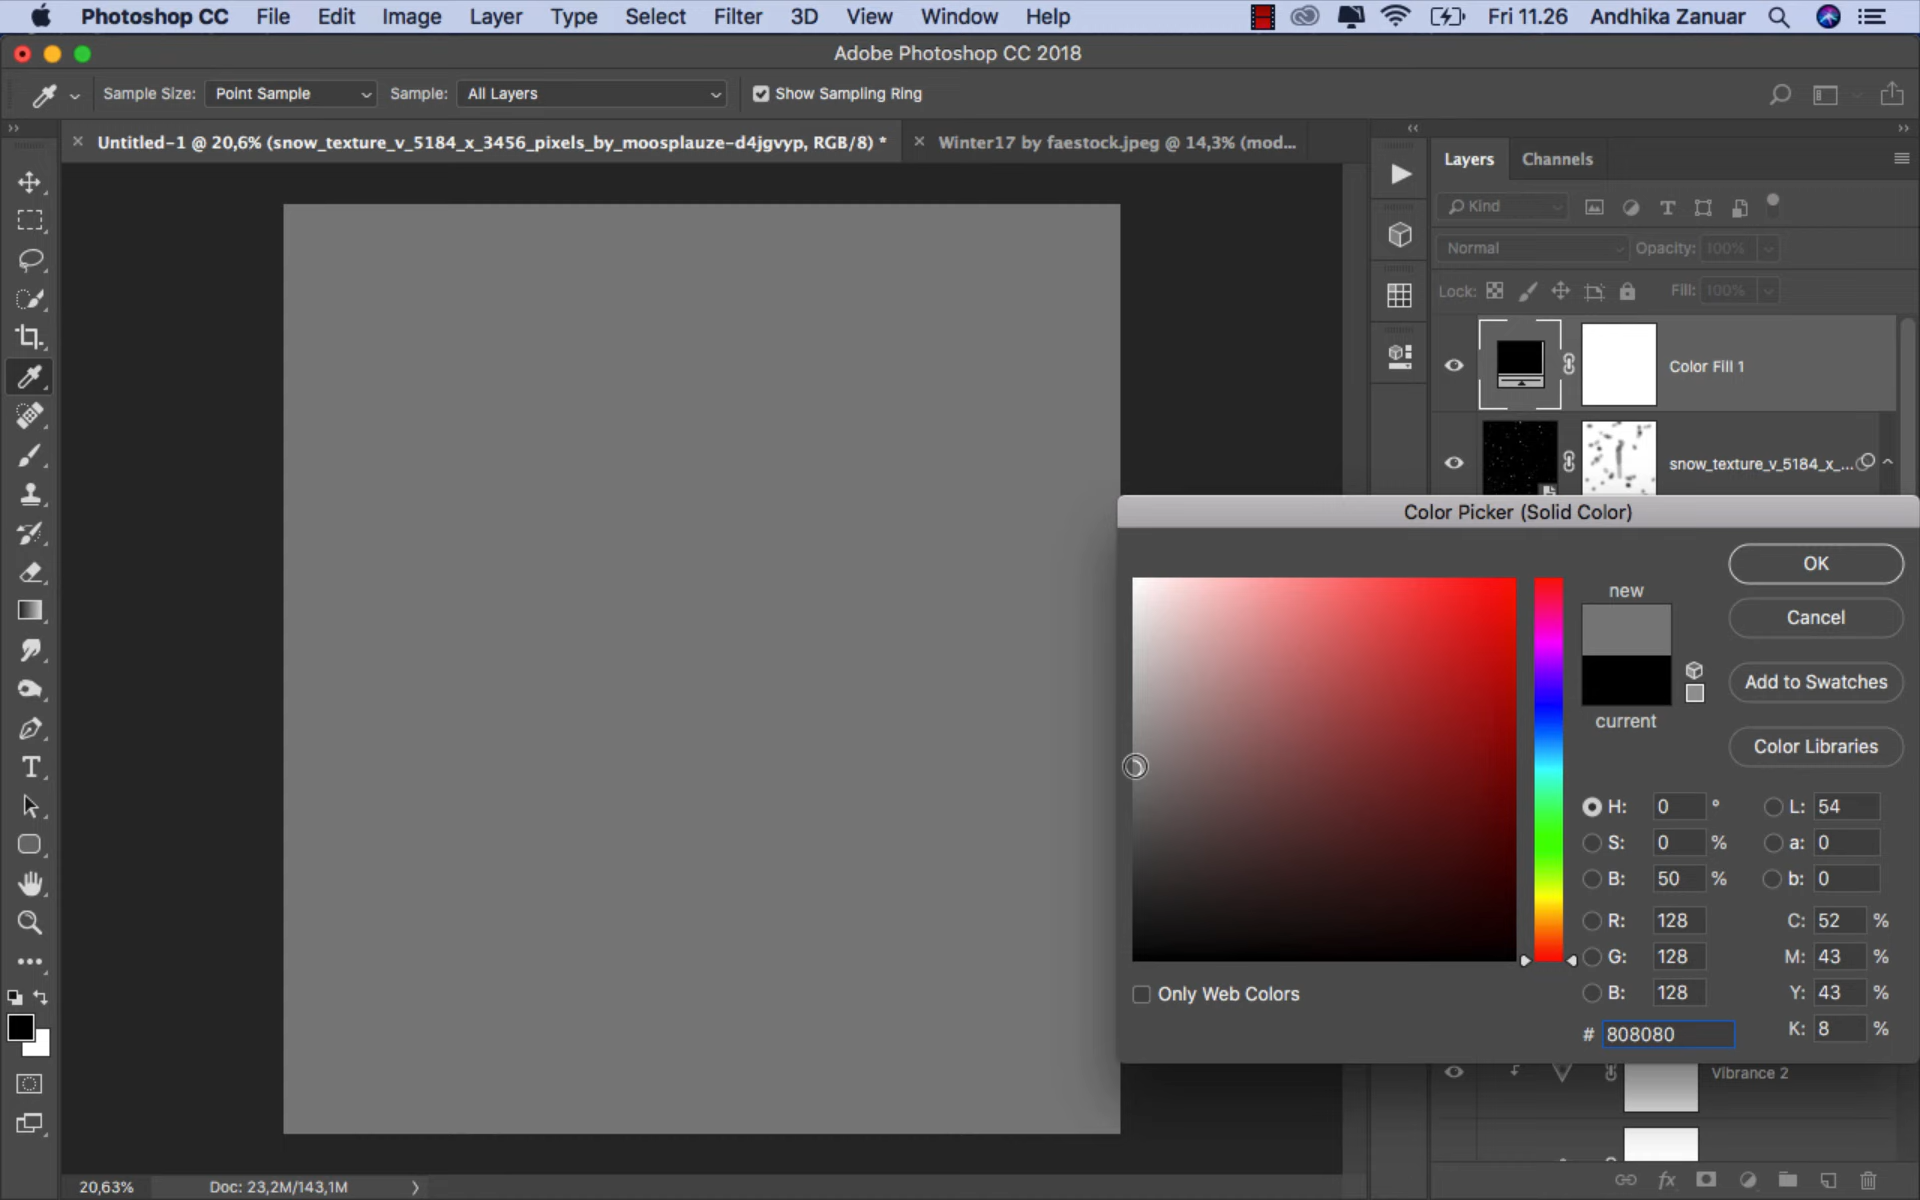 Photoshop CC File Edit Image Layer Type Select Filter 3D View Window Help Fri 11.26 Andhika Zanuar
Adobe Photoshop CC 2018
Sample Size: Point Sample Sample: All Layers Show Sampling Ring
Untitled-1 @ 20,6% (snow_texture_v_5184_x_3456_pixels_by_moosplauze-d4jgvyp, RGB/8) *
Winter17 by faestock.jpeg @ 14,3% (mod...
Layers Channels
Kind
Normal Opacity: 100%
Lock: Fill: 100%
Color Fill 1
snow_texture_v_5184_x_...
Color Picker (Solid Color)
new
current
OK
Cancel
Add to Swatches
Color Libraries
H: 0 ° L: 54
S: 0 % a: 0
B: 50 % b: 0
R: 128 C: 52 %
G: 128 M: 43 %
B: 128 Y: 43 %
# 808080 K: 8 %
Only Web Colors
Vibrance 2
20,63% Doc: 23,2M/143,1M